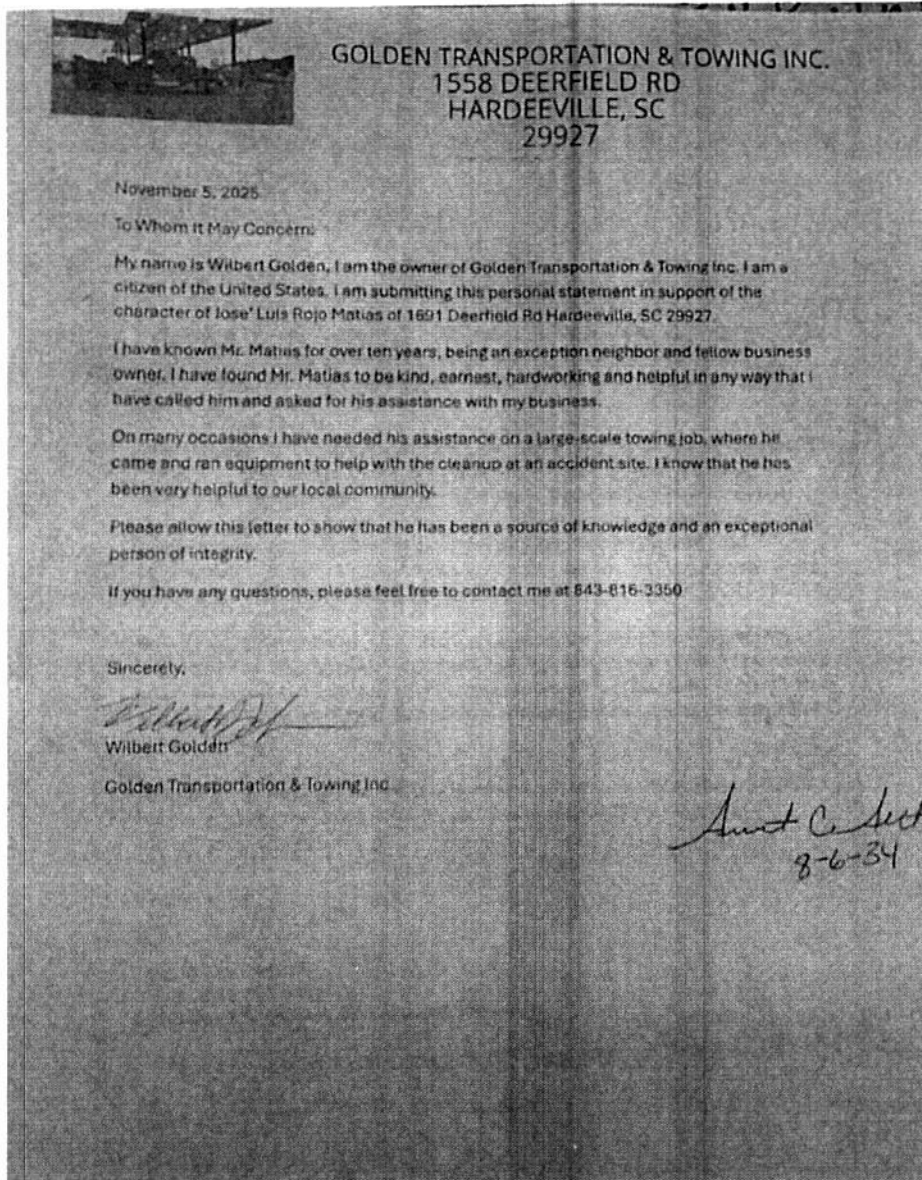 GOLDEN TRANSPORTATION & TOWING INC.
1558 DEERFIELD RD
HARDEEVILLE, SC
29927
November 5, 2025
To Whom It May Concern:
My name is Wilbert Golden, I am the owner of Golden Transportation & Towing Inc. I am a
citizen of the United States. I am submitting this personal statement in support of the
character of Jose' Luis Rojo Matias of 1691 Deerfield Rd Hardeeville, SC 29927.
I have known Mr. Matias for over ten years, being an exception neighbor and fellow business
owner. I have found Mr. Matias to be kind, earnest, hardworking and helpful in any way that I
have called him and asked for his assistance with my business.
On many occasions I have needed his assistance on a large-scale towing job, where he
came and ran equipment to help with the cleanup at an accident site. I know that he has
been very helpful to our local community.
Please allow this letter to show that he has been a source of knowledge and an exceptional
person of integrity.
If you have any questions, please feel free to contact me at 843-816-3350
Sincerely,
Wilbert Golden
Golden Transportation & Towing Inc
8-6-34